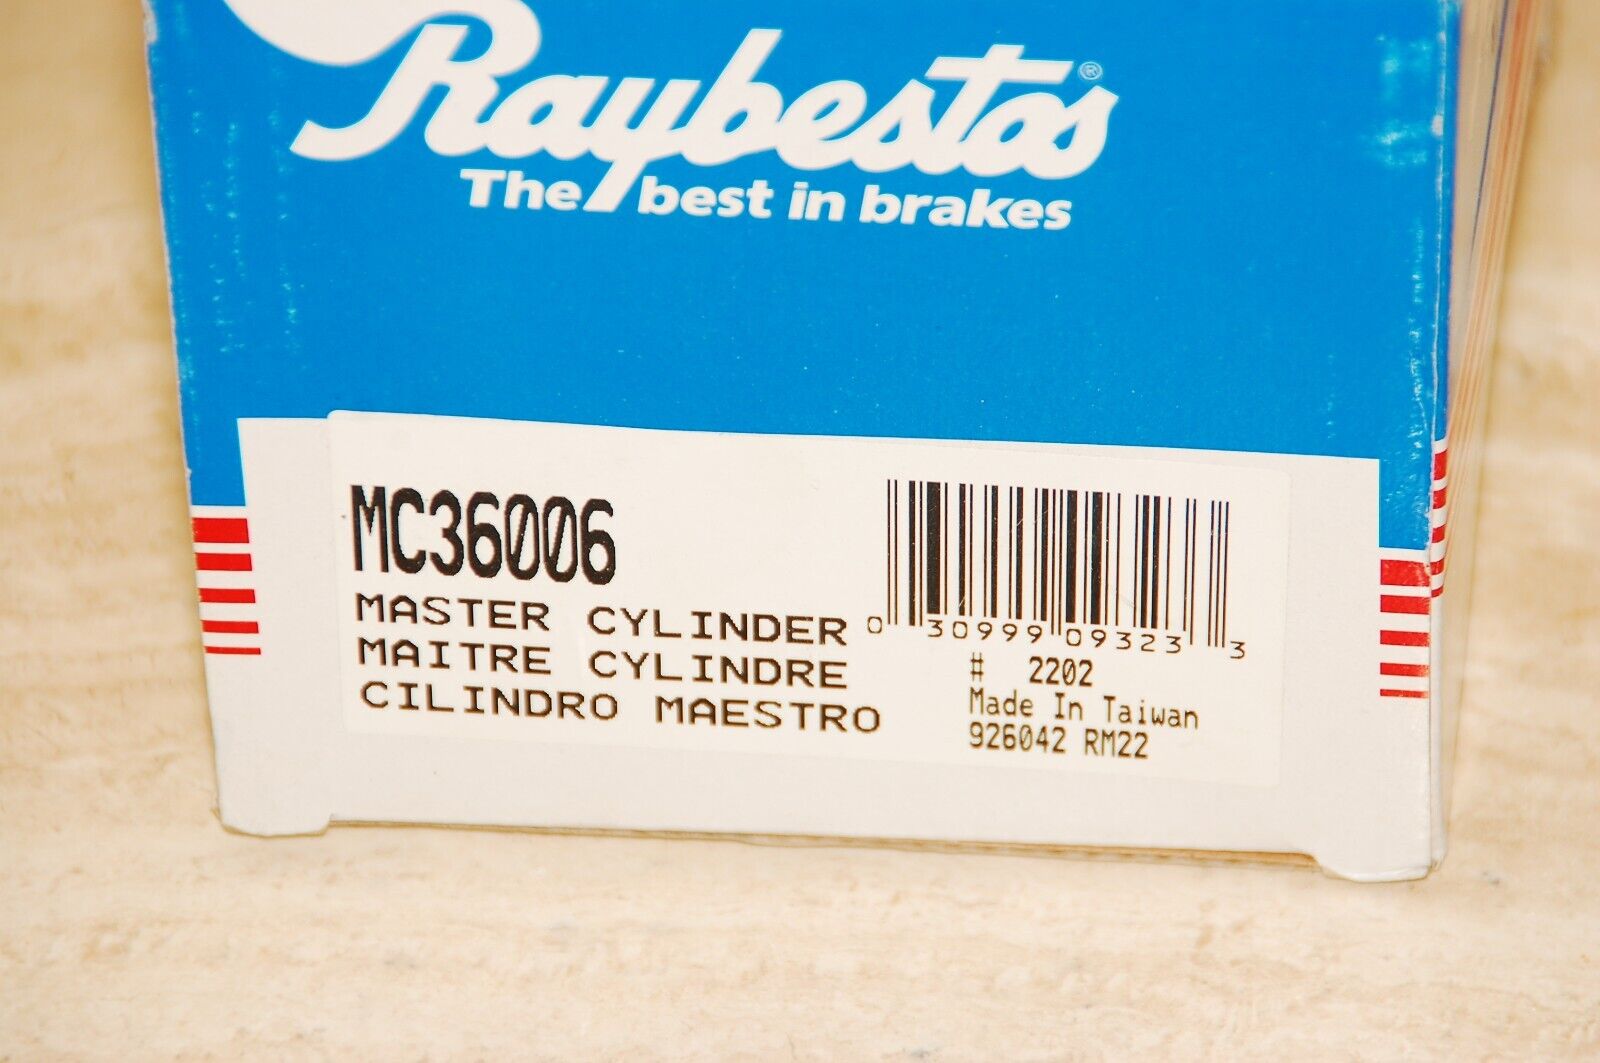 Raybestos®
The best in brakes
MC36006
MASTER CYLINDER
MAITRE CYLINDRE
CILINDRO MAESTRO
0 30999 09323 3
# 2202
Made In Taiwan
926042 RM22